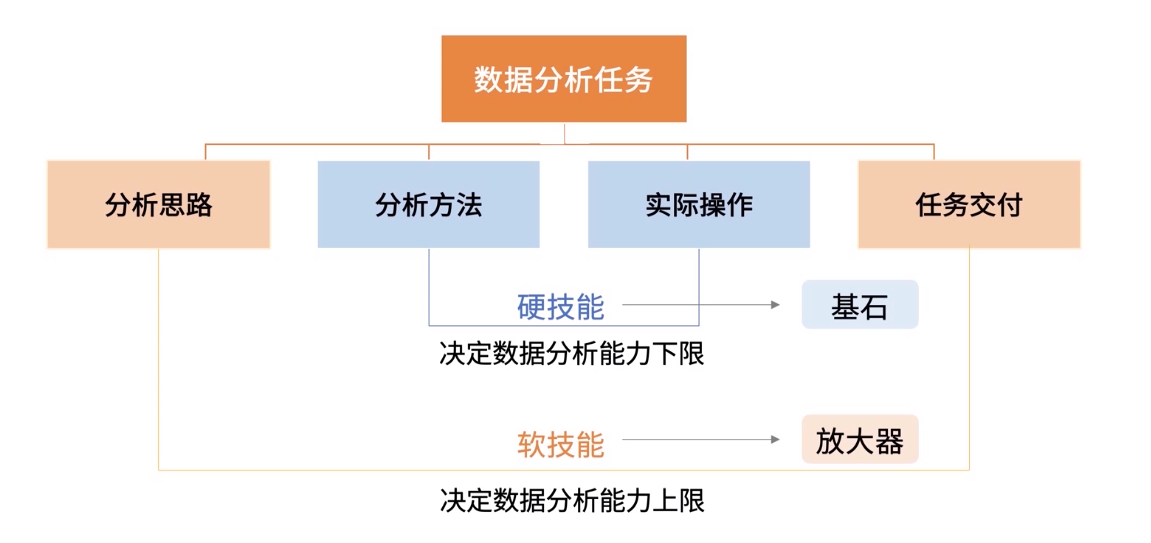 数据分析任务
分析思路
分析方法
实际操作
任务交付
硬技能
基石
决定数据分析能力下限
软技能
放大器
决定数据分析能力上限